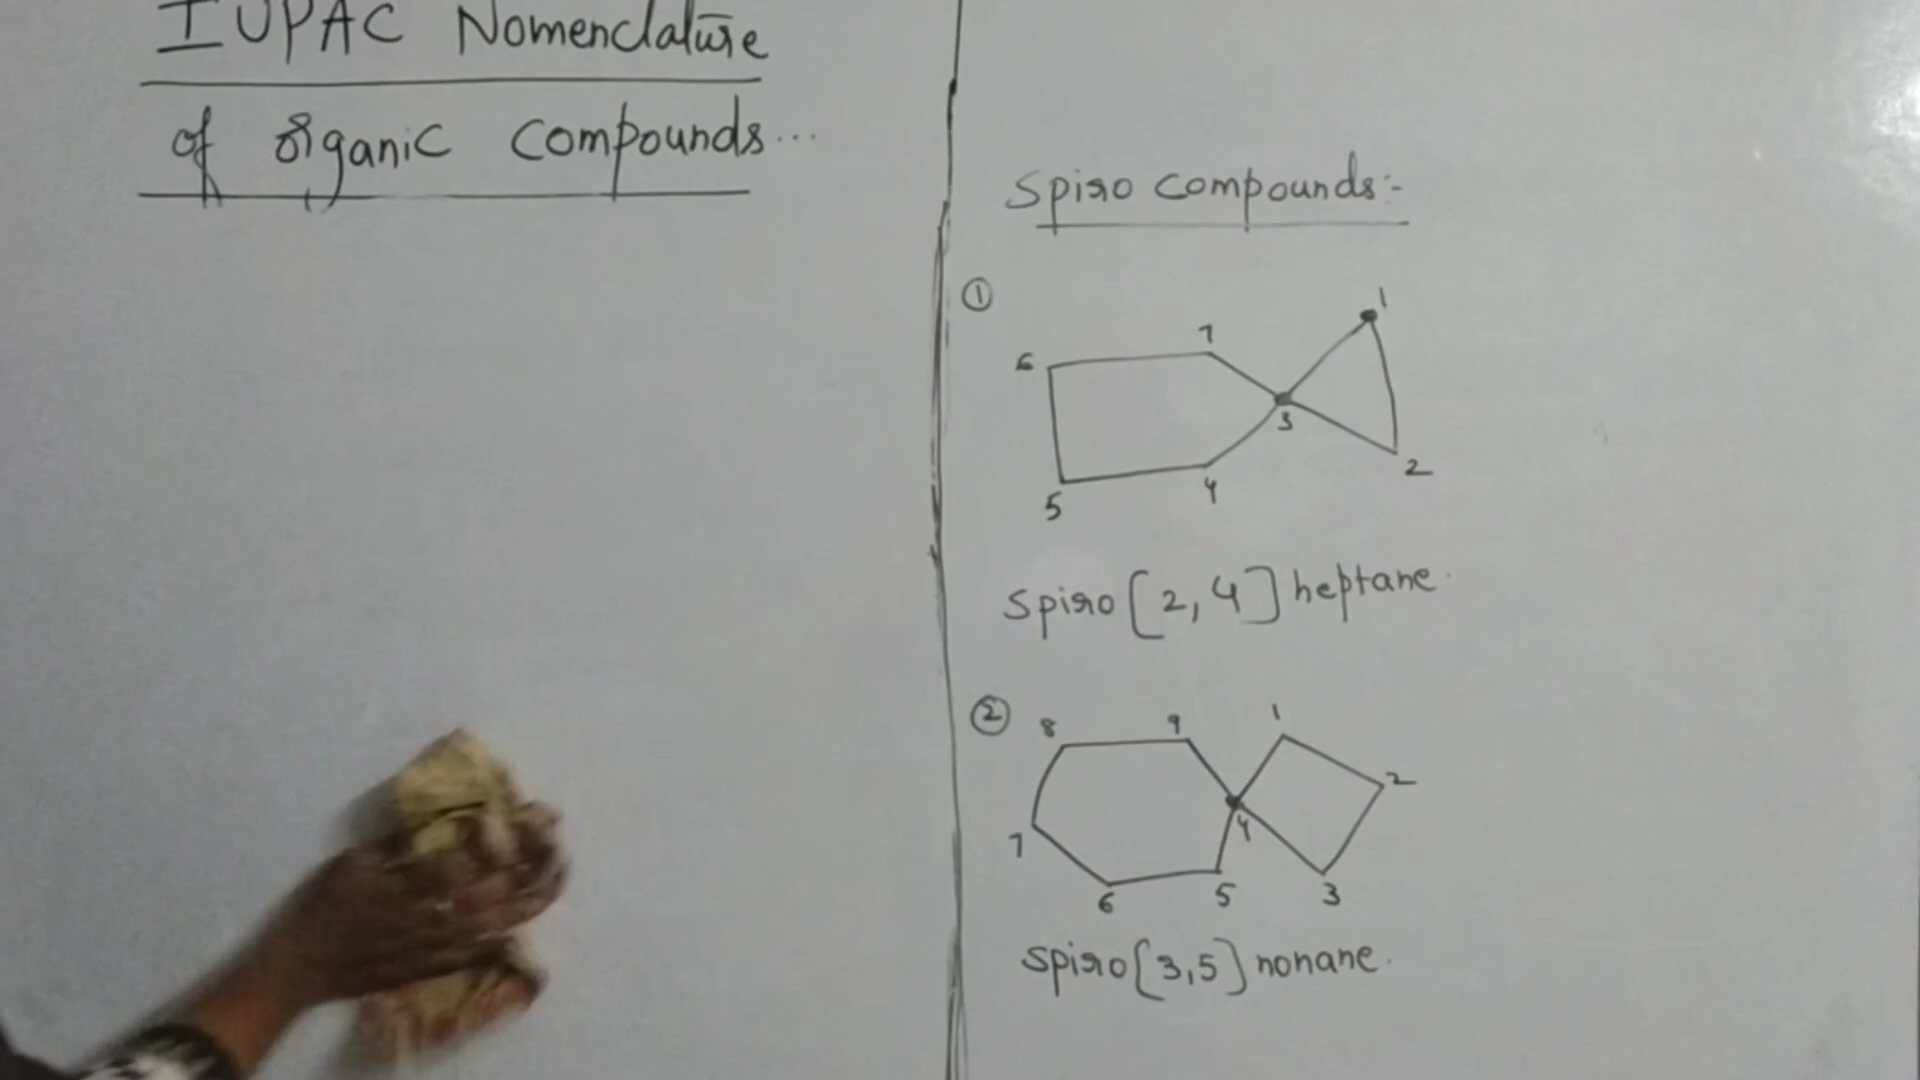 IUPAC Nomenclature
of organic compounds...
Spiro compounds:-
①
1
7
6
3
2
4
5
Spiro [2,4] heptane.
②
8 9 1
2
4
7
6 5 3
Spiro [3,5] nonane.